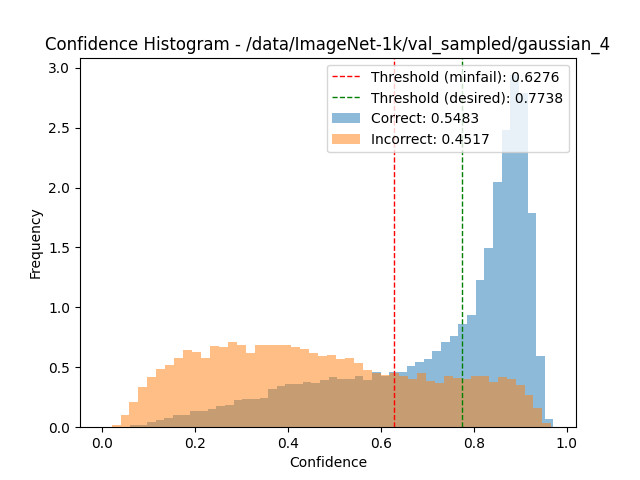 Confidence Histogram - /data/ImageNet-1k/val_sampled/gaussian_4
3.0
2.5
2.0
1.5
1.0
0.5
0.0
Frequency
Threshold (minfail): 0.6276
Threshold (desired): 0.7738
Correct: 0.5483
Incorrect: 0.4517
0.0 0.2 0.4 0.6 0.8 1.0
Confidence